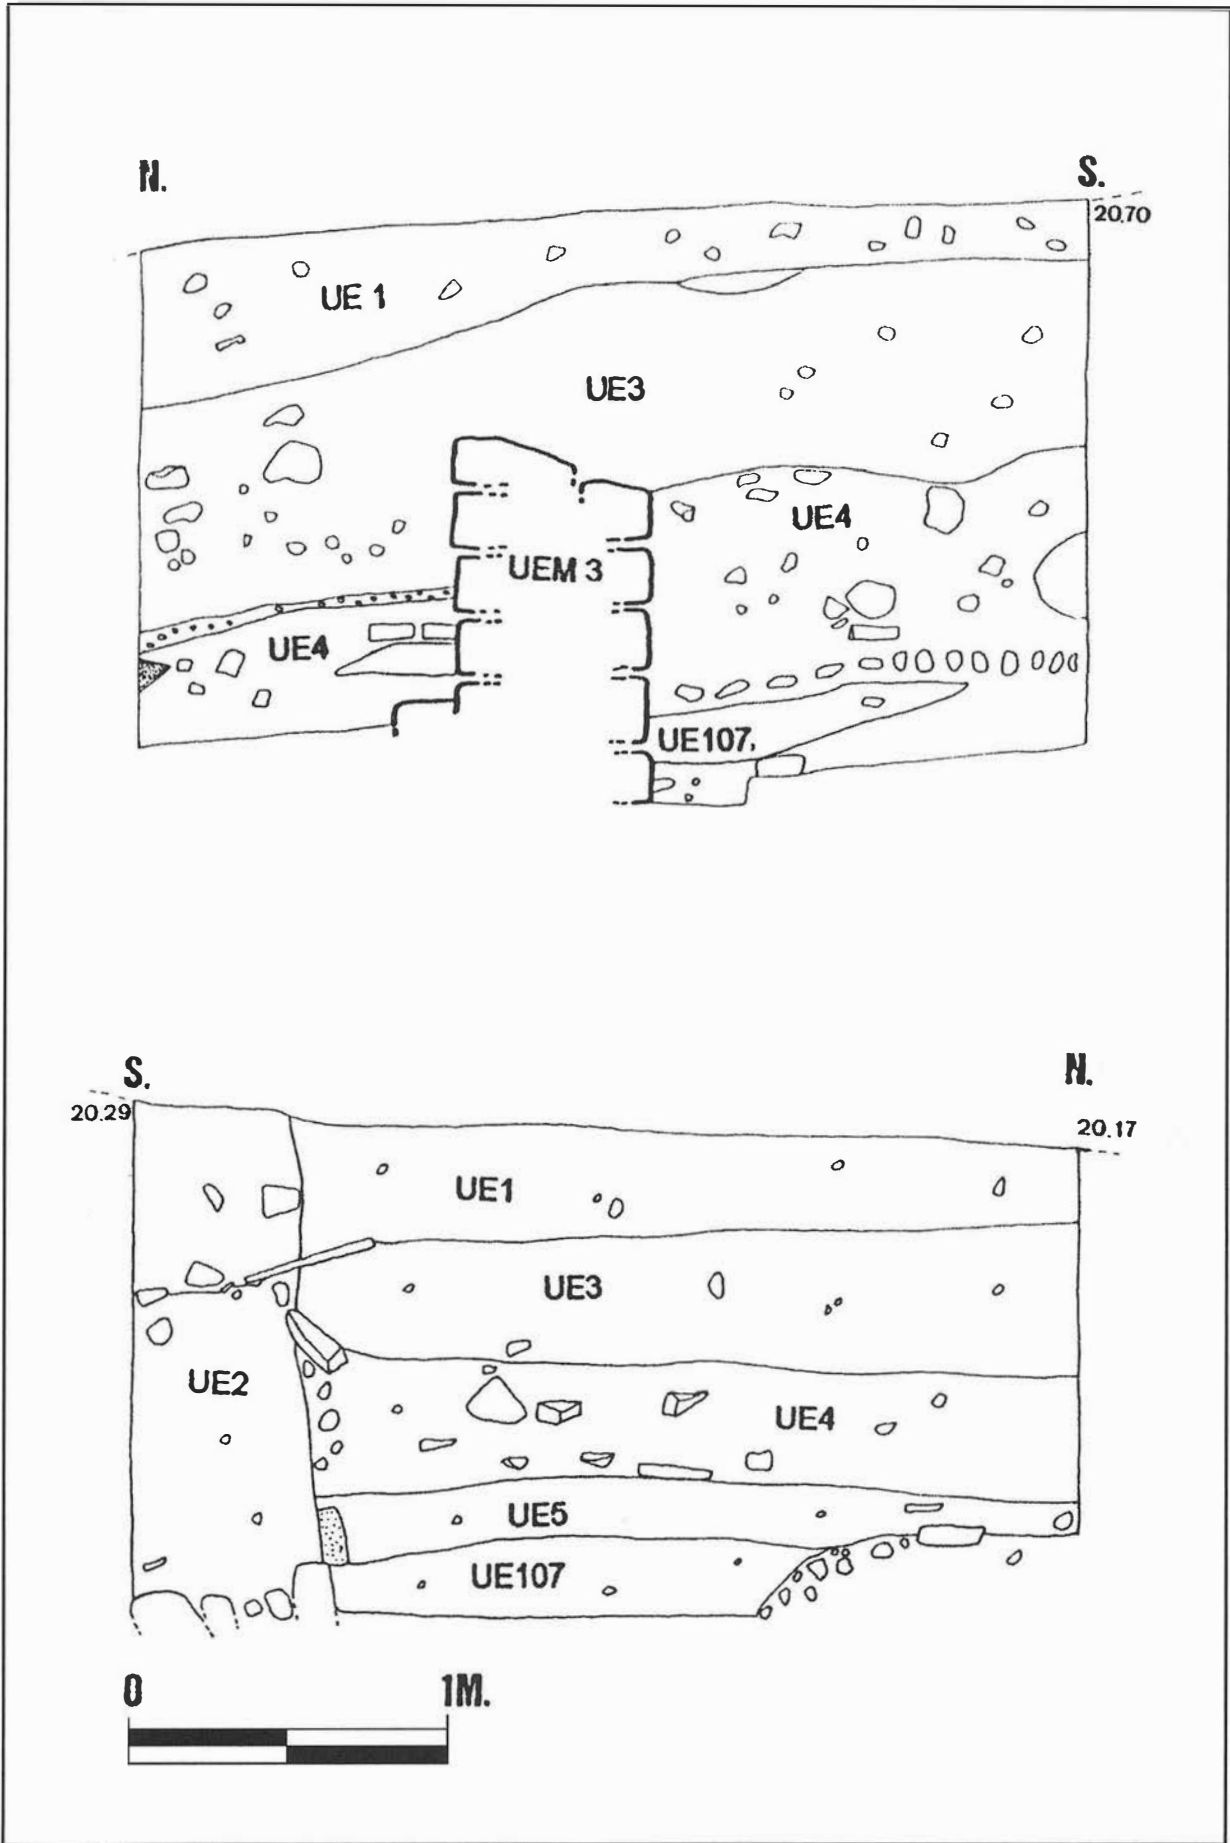 N.
S.
20.70
UE 1
UE3
UE4
UEM 3
UE4
UE107
S.
N.
20.29
20.17
UE1
UE3
UE2
UE4
UE5
UE107
0 1M.